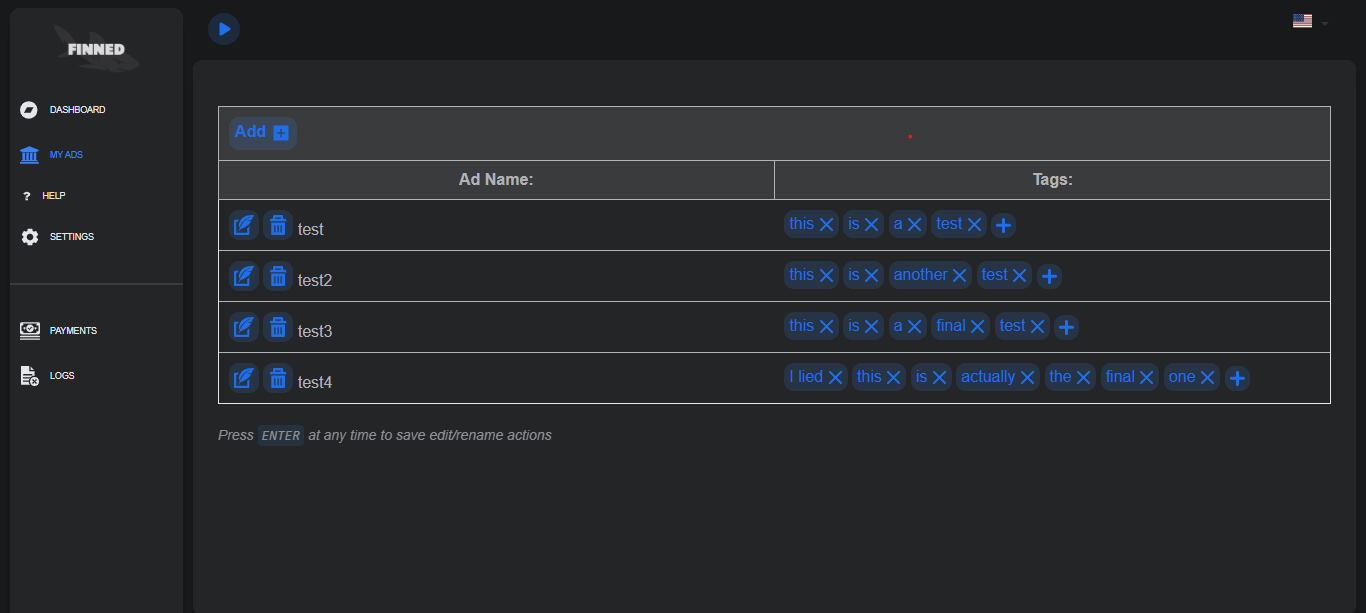 FINNED
DASHBOARD
MY ADS
? HELP
SETTINGS
PAYMENTS
LOGS
Add
Ad Name: Tags:
test this is a test
test2 this is another test
test3 this is a final test
test4 I lied this is actually the final one
Press ENTER at any time to save edit/rename actions